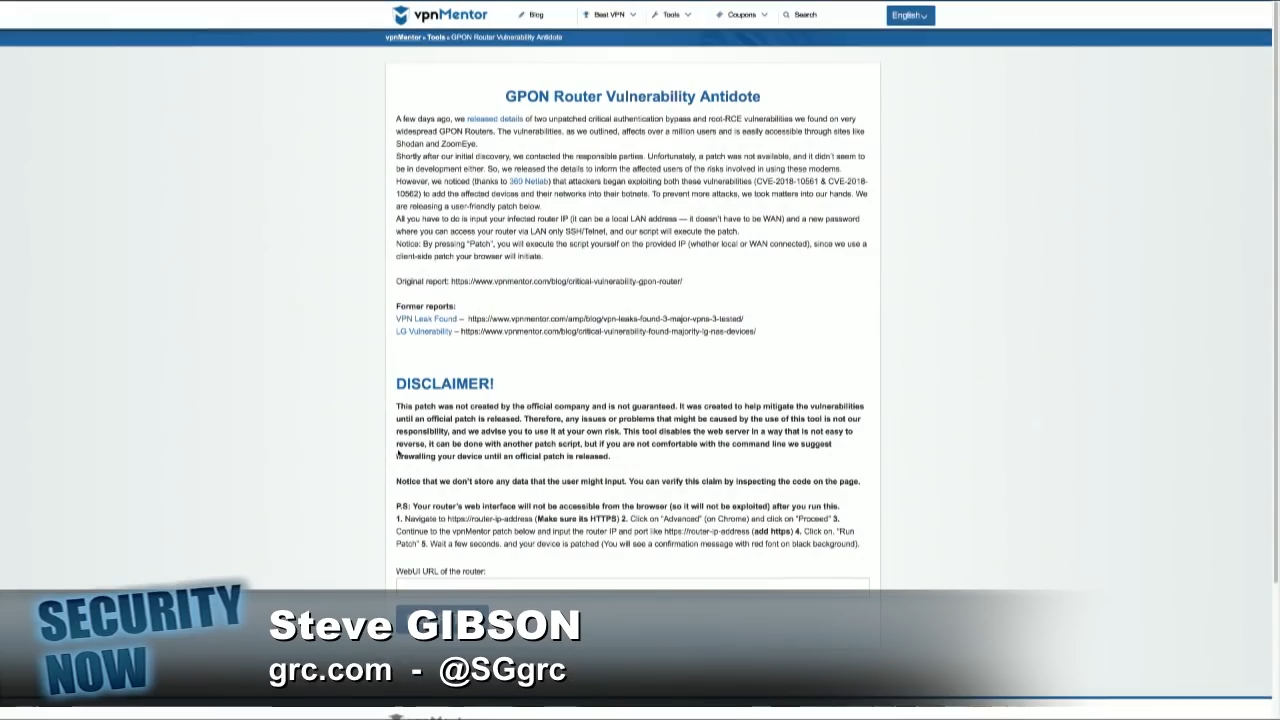 vpnMentor
Blog
Best VPN
Tools
Coupons
Search
English
vpnMentor » Tools » GPON Router Vulnerability Antidote
GPON Router Vulnerability Antidote
A few days ago, we released details of two unpatched critical authentication bypass and root-RCE vulnerabilities we found on very
widespread GPON Routers. The vulnerabilities, as we outlined, affects over a million users and is easily accessible through sites like
Shodan and ZoomEye.
Shortly after our initial discovery, we contacted the responsible parties. Unfortunately, a patch was not available, and it didn't seem to
be in development either. So, we released the details to inform the affected users of the risks involved in using these modems.
However, we noticed (thanks to 360 Netlab) that attackers began exploiting both these vulnerabilities (CVE-2018-10561 & CVE-2018-
10562) to add the affected devices and their networks into their botnets. To prevent more attacks, we took matters into our hands. We
are releasing a user-friendly patch below.
All you have to do is input your infected router IP (it can be a local LAN address — it doesn't have to be WAN) and a new password
where you can access your router via LAN only SSH/Telnet, and our script will execute the patch.
Notice: By pressing "Patch", you will execute the script yourself on the provided IP (whether local or WAN connected), since we use a
client-side patch your browser will initiate.
Original report: https://www.vpnmentor.com/blog/critical-vulnerability-gpon-router/
Former reports:
VPN Leak Found – https://www.vpnmentor.com/amp/blog/vpn-leaks-found-3-major-vpns-3-tested/
LG Vulnerability – https://www.vpnmentor.com/blog/critical-vulnerability-found-majority-lg-nas-devices/
DISCLAIMER!
This patch was not created by the official company and is not guaranteed. It was created to help mitigate the vulnerabilities
until an official patch is released. Therefore, any issues or problems that might be caused by the use of this tool is not our
responsibility, and we advise you to use it at your own risk. This tool disables the web server in a way that is not easy to
reverse, it can be done with another patch script, but if you are not comfortable with the command line we suggest
firewalling your device until an official patch is released.
Notice that we don't store any data that the user might input. You can verify this claim by inspecting the code on the page.
P.S: Your router's web interface will not be accessible from the browser (so it will not be exploited) after you run this.
1. Navigate to https://router-ip-address (Make sure its HTTPS) 2. Click on "Advanced" (on Chrome) and click on "Proceed" 3.
Continue to the vpnMentor patch below and input the router IP and port like https://router-ip-address (add https) 4. Click on. "Run
Patch" 5. Wait a few seconds, and your device is patched (You will see a confirmation message with red font on black background).
WebUI URL of the router:
SECURITY
NOW
Steve GIBSON
grc.com - @SGgrc